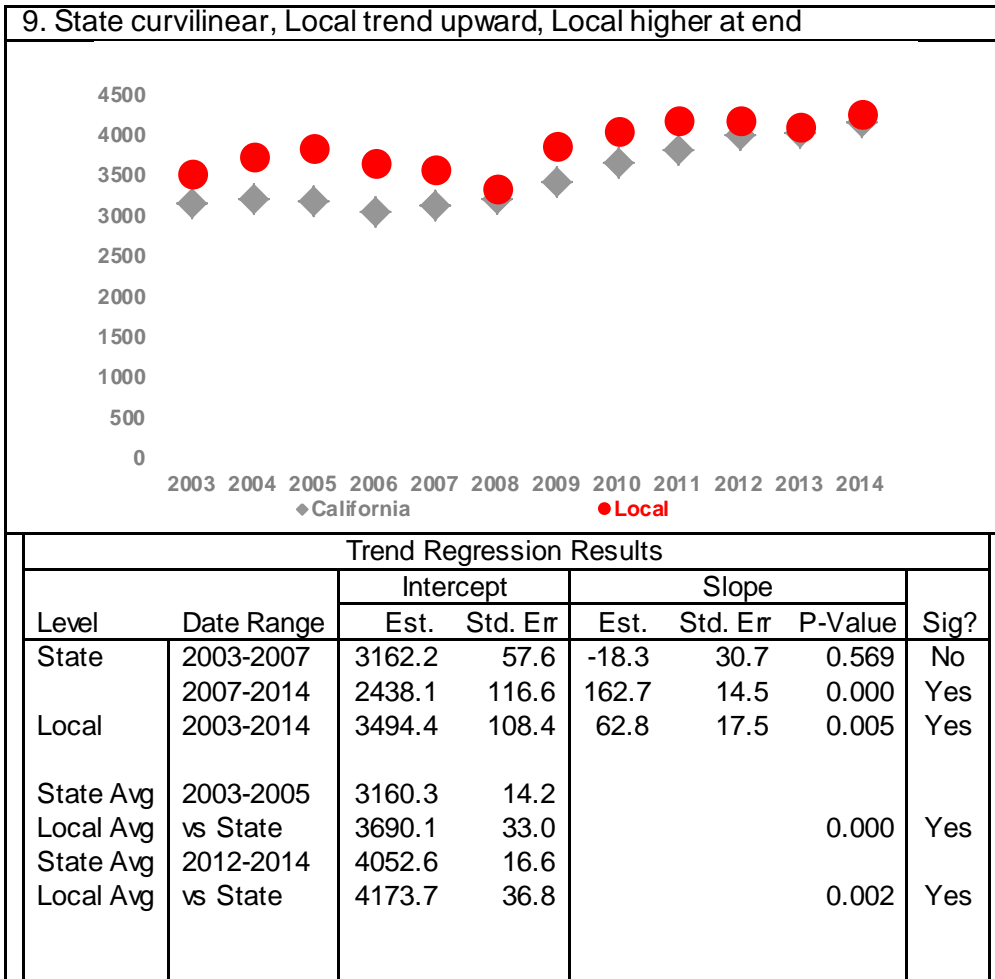 9. State curvilinear, Local trend upward, Local higher at end
4500
4000
3500
3000
2500
2000
1500
1000
500
0
2003 2004 2005 2006 2007 2008 2009 2010 2011 2012 2013 2014
California Local
Trend Regression Results
Intercept Slope
Level Date Range Est. Std. Err Est. Std. Err P-Value Sig?
State 2003-2007 3162.2 57.6 -18.3 30.7 0.569 No
2007-2014 2438.1 116.6 162.7 14.5 0.000 Yes
Local 2003-2014 3494.4 108.4 62.8 17.5 0.005 Yes
State Avg 2003-2005 3160.3 14.2
Local Avg vs State 3690.1 33.0 0.000 Yes
State Avg 2012-2014 4052.6 16.6
Local Avg vs State 4173.7 36.8 0.002 Yes